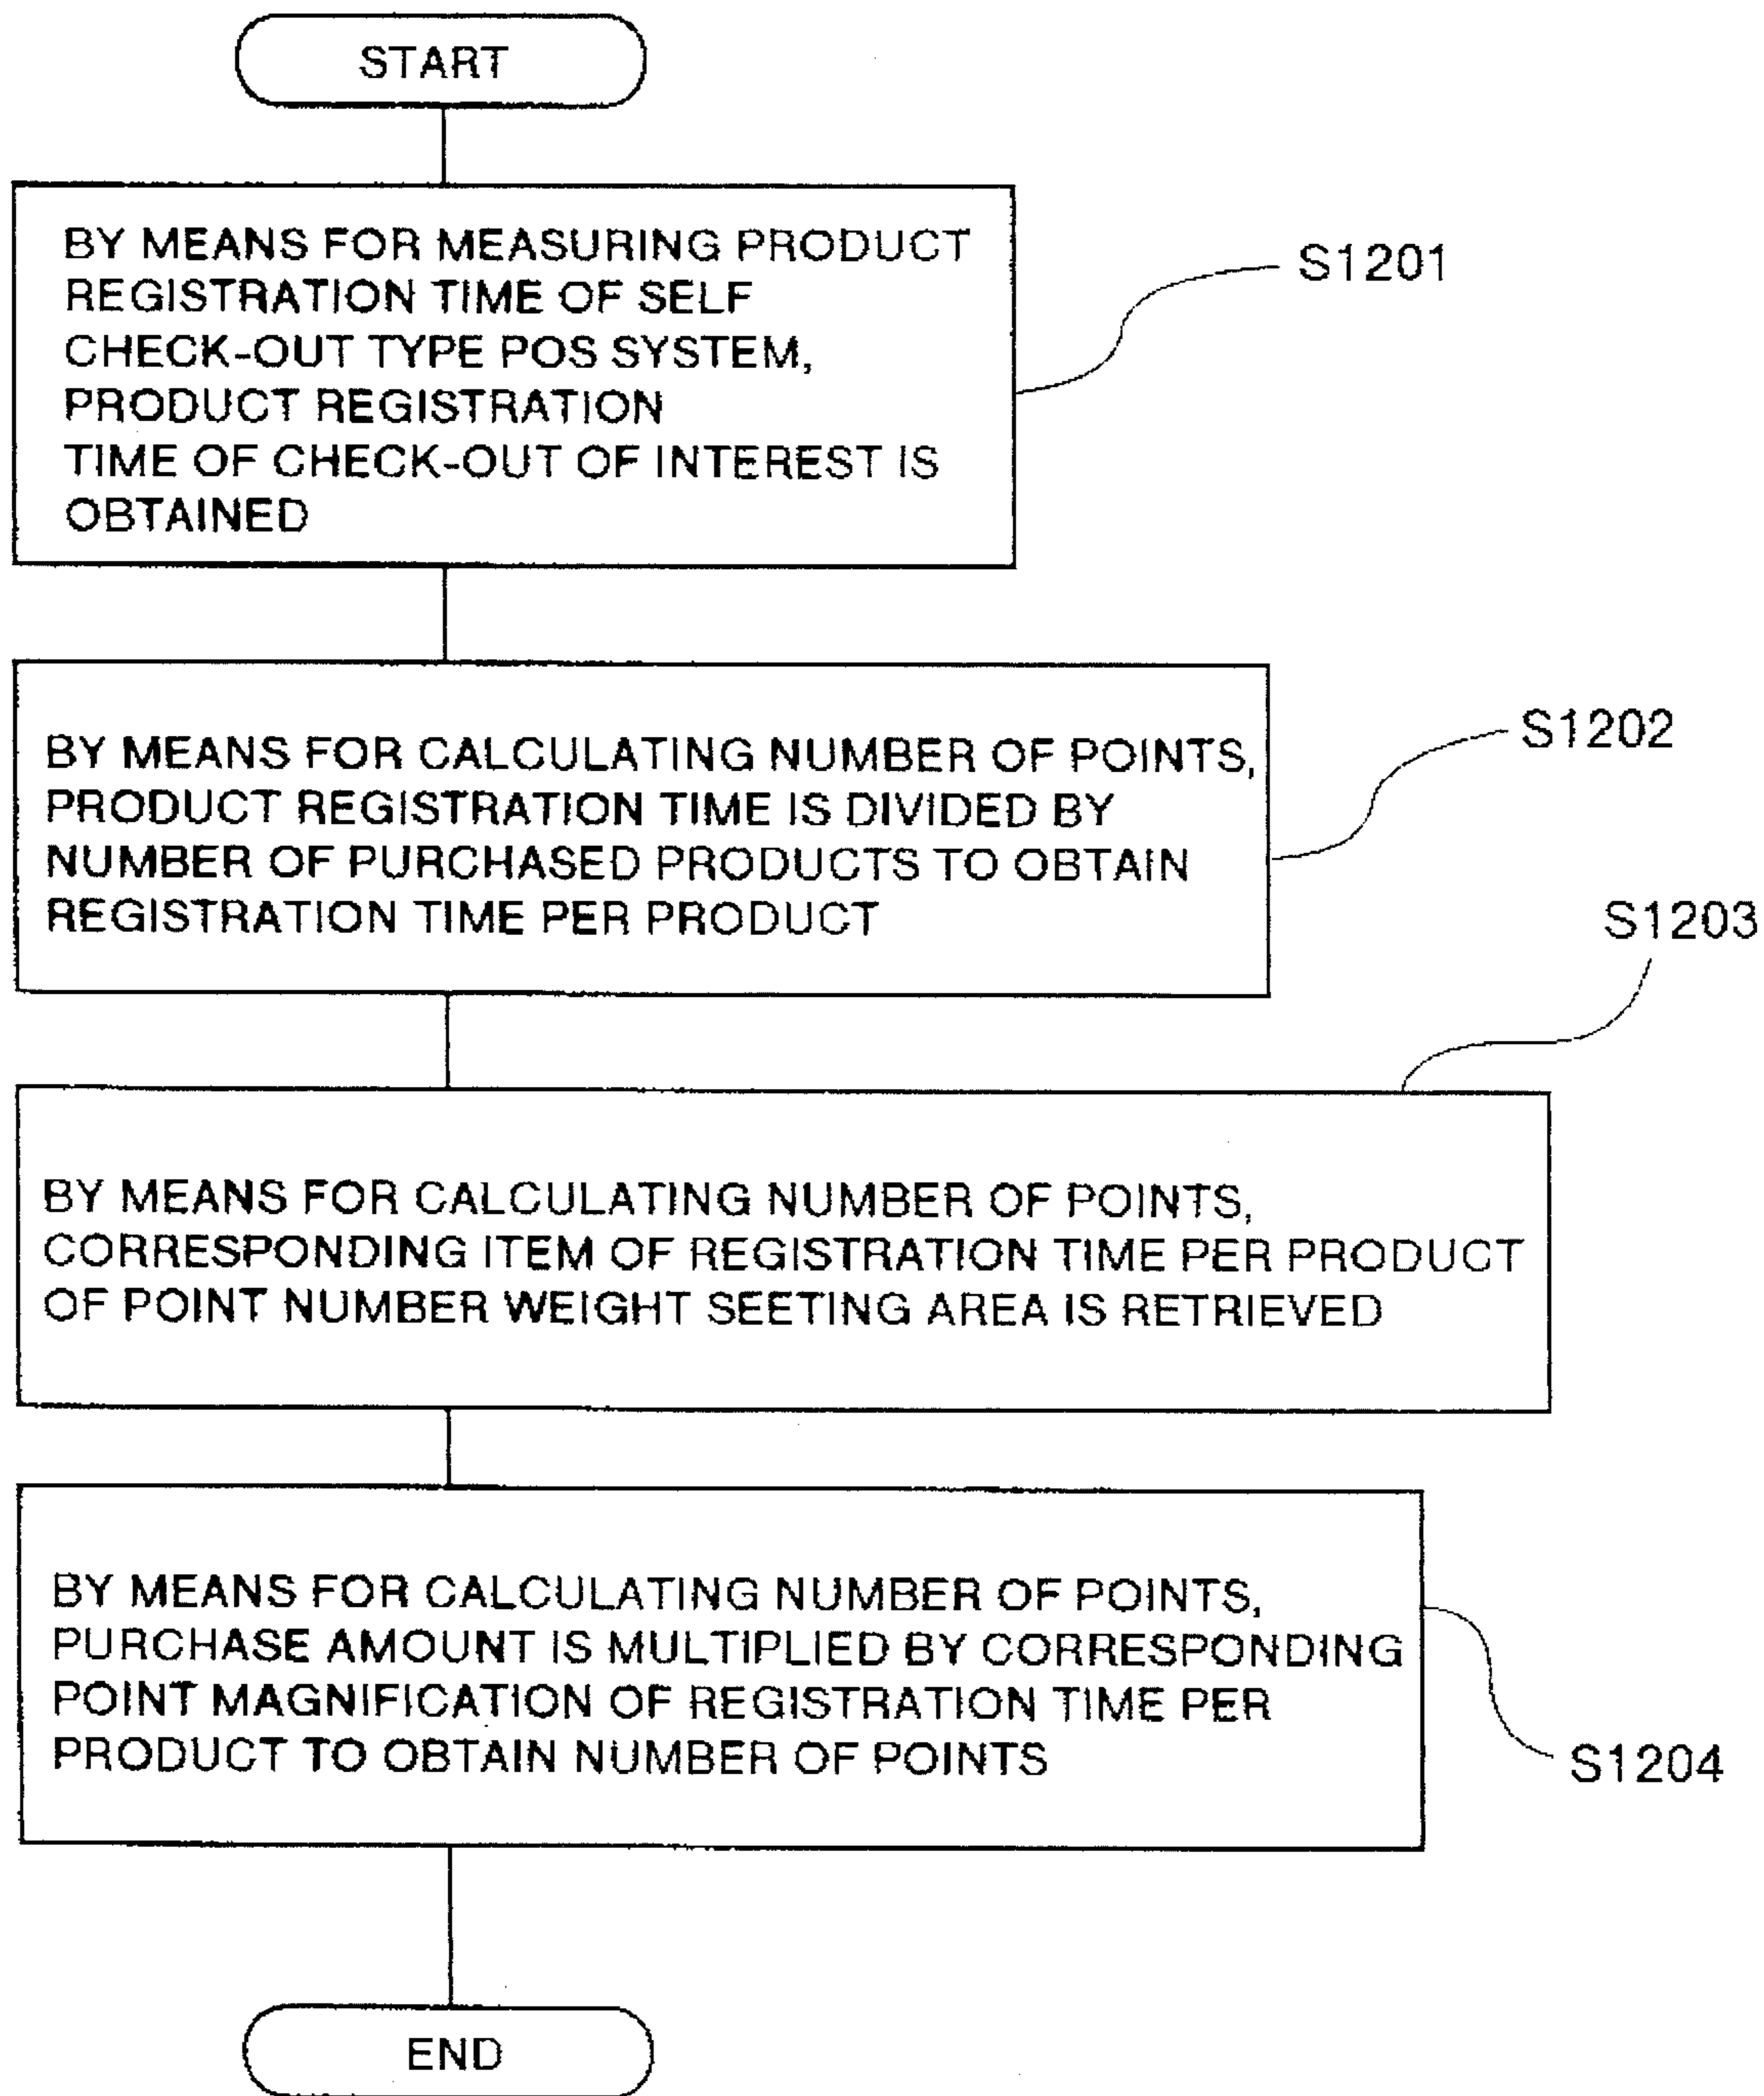 START
BY MEANS FOR MEASURING PRODUCT
REGISTRATION TIME OF SELF
CHECK-OUT TYPE POS SYSTEM,
PRODUCT REGISTRATION
TIME OF CHECK-OUT OF INTEREST IS
OBTAINED
S1201
BY MEANS FOR CALCULATING NUMBER OF POINTS,
PRODUCT REGISTRATION TIME IS DIVIDED BY
NUMBER OF PURCHASED PRODUCTS TO OBTAIN
REGISTRATION TIME PER PRODUCT
S1202
S1203
BY MEANS FOR CALCULATING NUMBER OF POINTS,
CORRESPONDING ITEM OF REGISTRATION TIME PER PRODUCT
OF POINT NUMBER WEIGHT SEETING AREA IS RETRIEVED
BY MEANS FOR CALCULATING NUMBER OF POINTS,
PURCHASE AMOUNT IS MULTIPLIED BY CORRESPONDING
POINT MAGNIFICATION OF REGISTRATION TIME PER
PRODUCT TO OBTAIN NUMBER OF POINTS
S1204
END